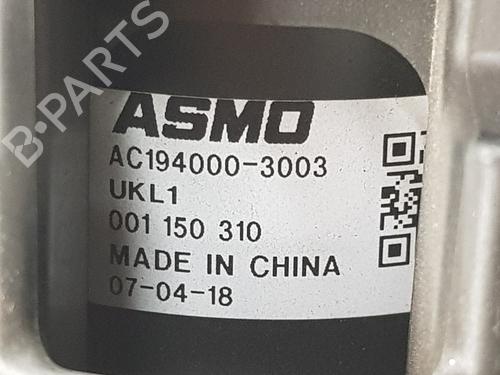 B-PARTS
ASMO
AC194000-3003
UKL1
001 150 310
MADE IN CHINA
07-04-18